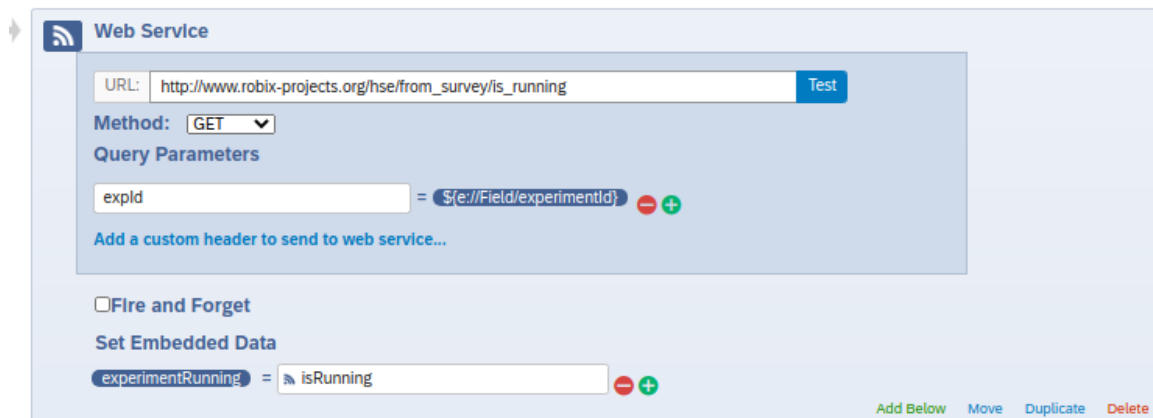 Web Service
URL: http://www.robix-projects.org/hse/from_survey/is_running Test
Method: GET
Query Parameters
expId = ${e://Field/experimentId}
Add a custom header to send to web service...
Fire and Forget
Set Embedded Data
experimentRunning = isRunning
Add Below Move Duplicate Delete